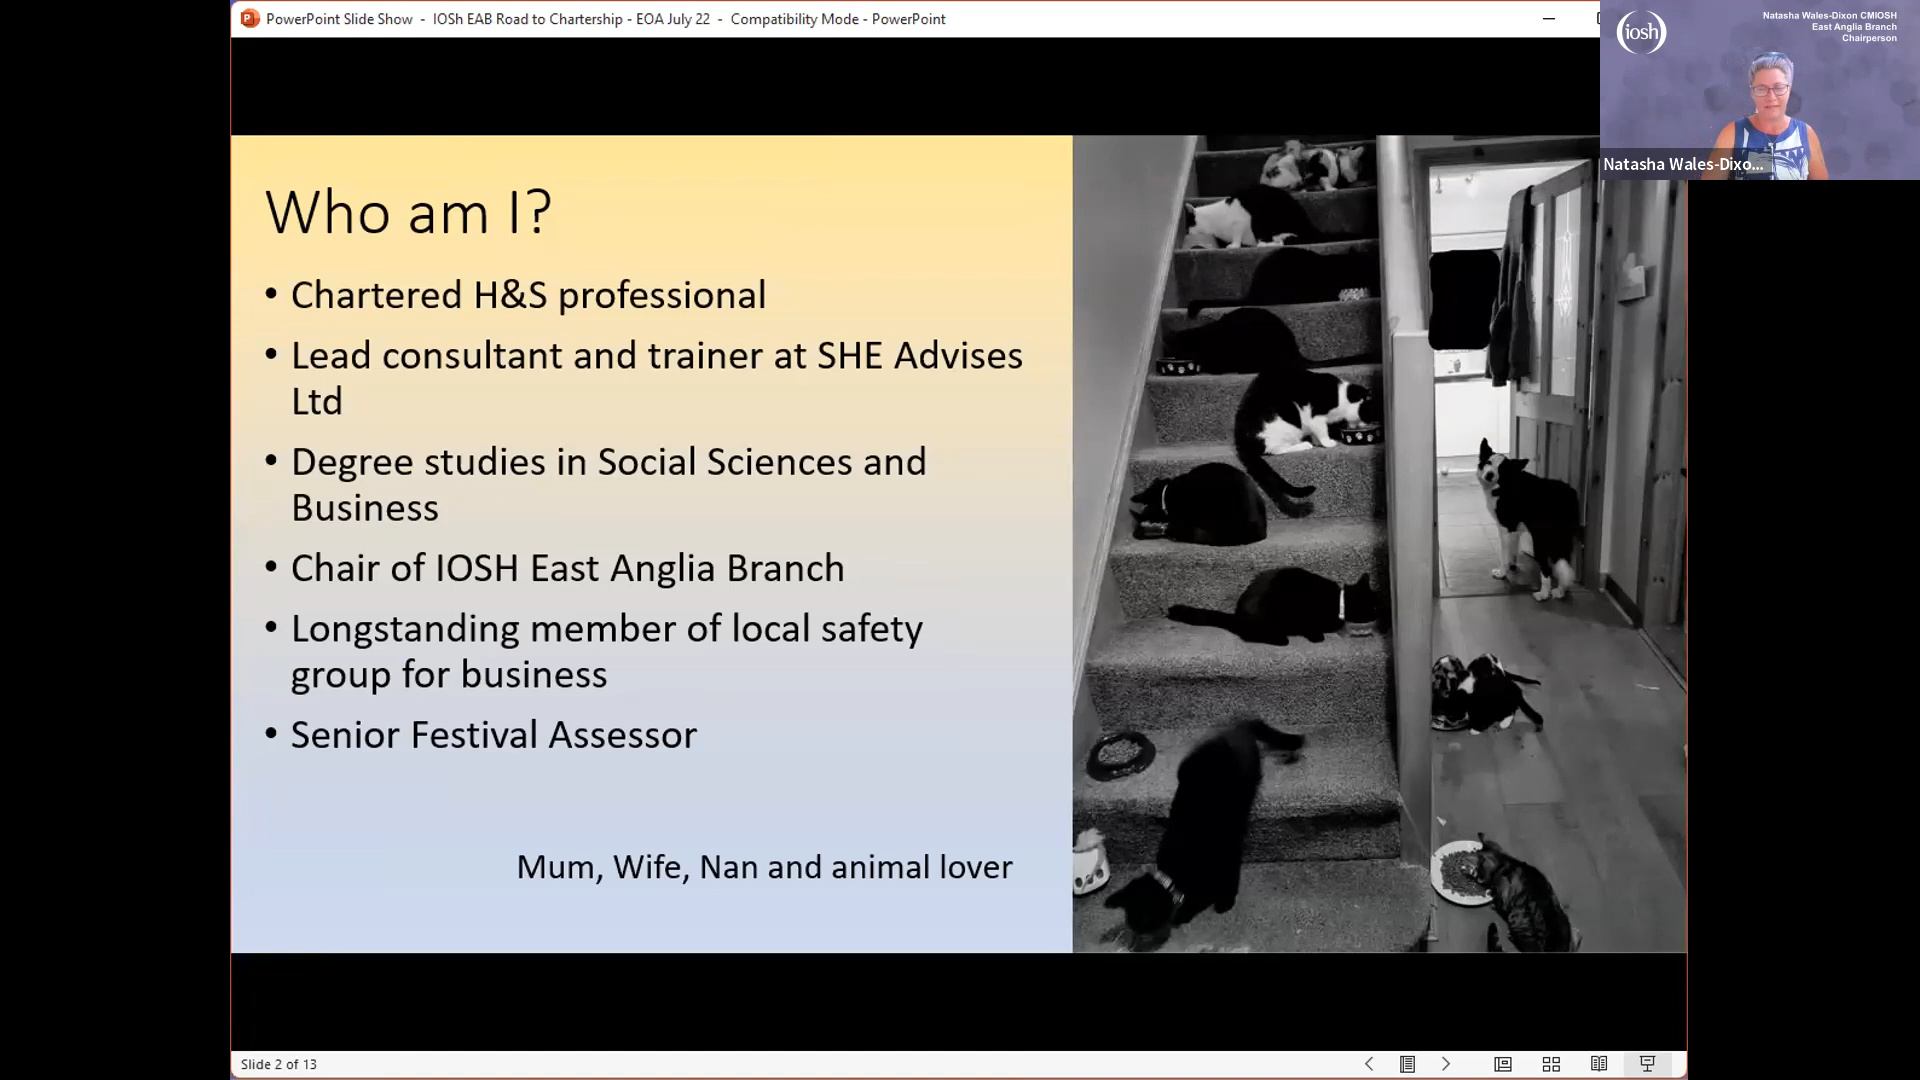 PowerPoint Slide Show - IOSh EAB Road to Chartership - EOA July 22 - Compatibility Mode - PowerPoint
iosh
Natasha Wales-Dixon CMIOSH
East Anglia Branch
Chairperson
Natasha Wales-Dixo...
Who am I?
• Chartered H&S professional
• Lead consultant and trainer at SHE Advises
Ltd
• Degree studies in Social Sciences and
Business
• Chair of IOSH East Anglia Branch
• Longstanding member of local safety
group for business
• Senior Festival Assessor
Mum, Wife, Nan and animal lover
Slide 2 of 13